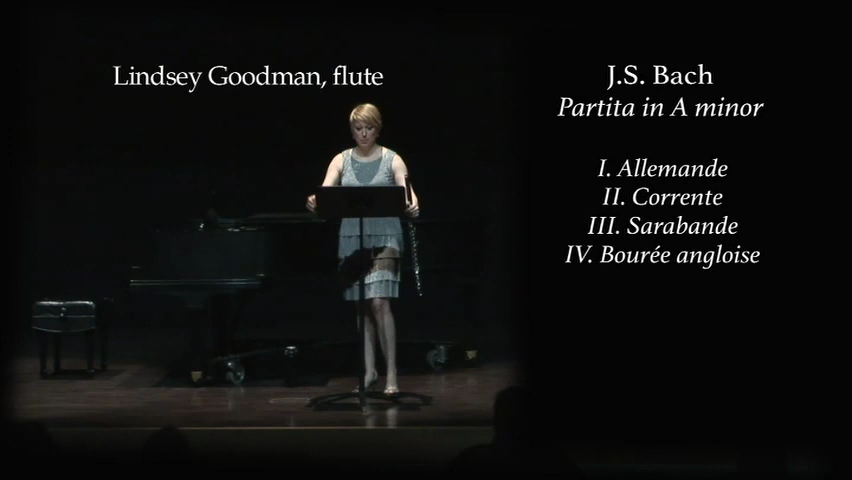 Lindsey Goodman, flute
J.S. Bach
Partita in A minor
I. Allemande
II. Corrente
III. Sarabande
IV. Bourée angloise